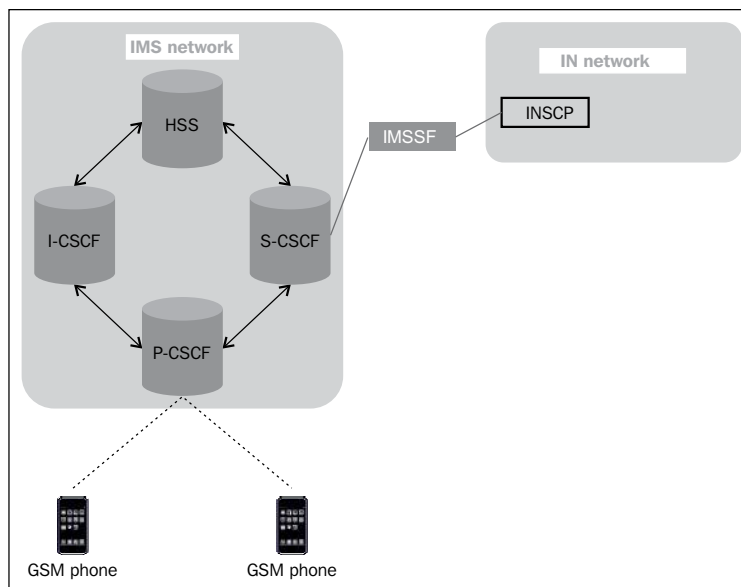 IMS network
IN network
HSS
INSCP
IMSSF
I-CSCF
S-CSCF
P-CSCF
GSM phone
GSM phone